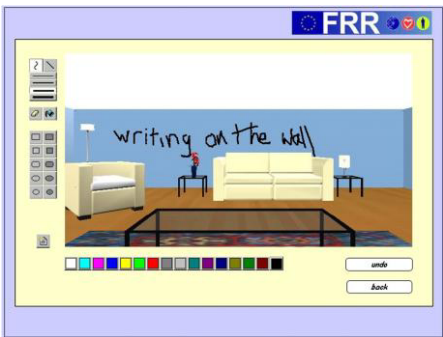 FRR
writing on the wall
undo
back